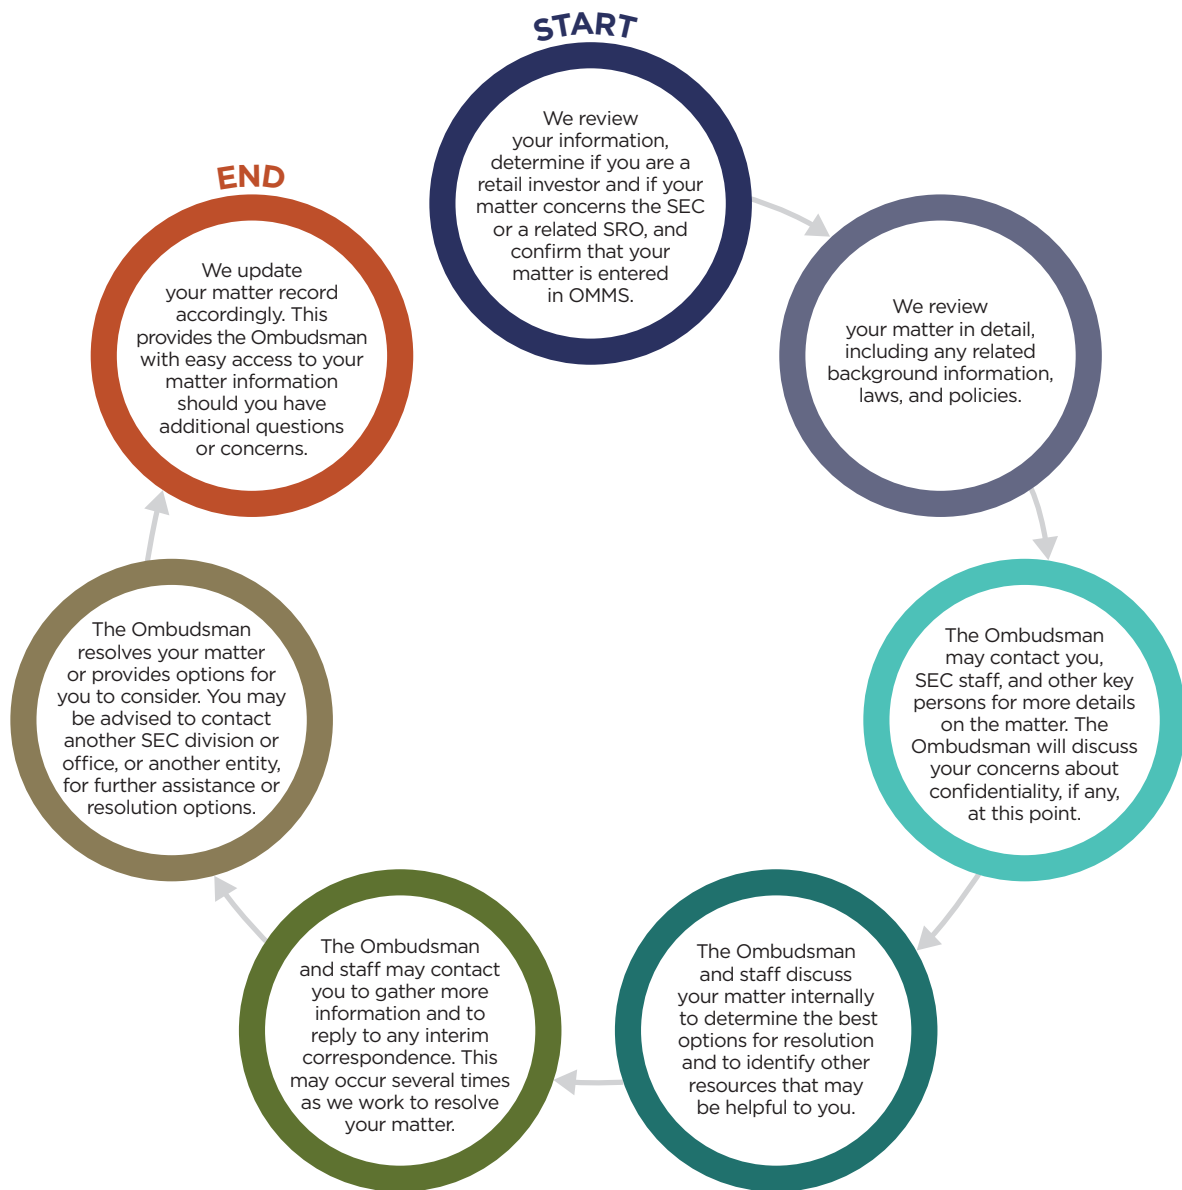 START
We review
your information,
determine if you are a
retail investor and if your
matter concerns the SEC
or a related SRO, and
confirm that your
matter is entered
in OMMS.
We review
your matter in detail,
including any related
background information,
laws, and policies.
The Ombudsman
may contact you,
SEC staff, and other key
persons for more details
on the matter. The
Ombudsman will discuss
your concerns about
confidentiality, if any,
at this point.
The Ombudsman
and staff discuss
your matter internally
to determine the best
options for resolution
and to identify other
resources that may
be helpful to you.
The Ombudsman
and staff may contact
you to gather more
information and to
reply to any interim
correspondence. This
may occur several times
as we work to resolve
your matter.
The Ombudsman
resolves your matter
or provides options for
you to consider. You may
be advised to contact
another SEC division or
office, or another entity,
for further assistance or
resolution options.
END
We update
your matter record
accordingly. This
provides the Ombudsman
with easy access to your
matter information
should you have
additional questions
or concerns.